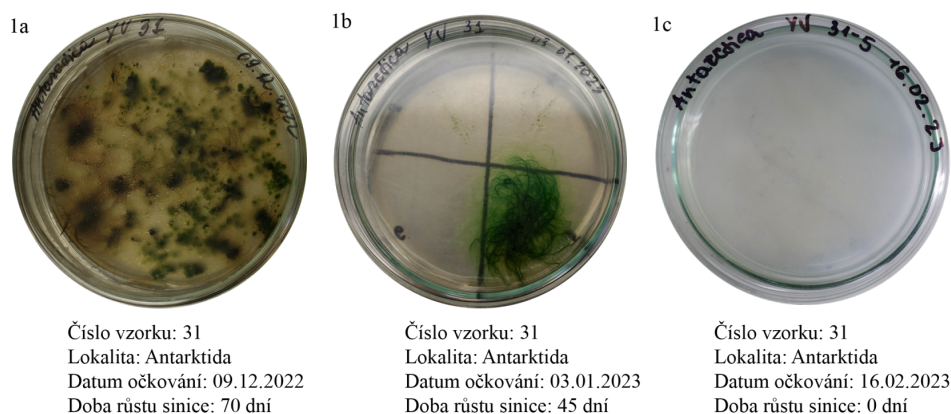 1a
Antarctica YV 31
09.12.2022
1b
Antarctica YV 31
03.01.2023
1c
Antarctica YV 31-5
16.02.23
Číslo vzorku: 31
Lokalita: Antarktida
Datum očkování: 09.12.2022
Doba růstu sinice: 70 dní
Číslo vzorku: 31
Lokalita: Antarktida
Datum očkování: 03.01.2023
Doba růstu sinice: 45 dní
Číslo vzorku: 31
Lokalita: Antarktida
Datum očkování: 16.02.2023
Doba růstu sinice: 0 dní